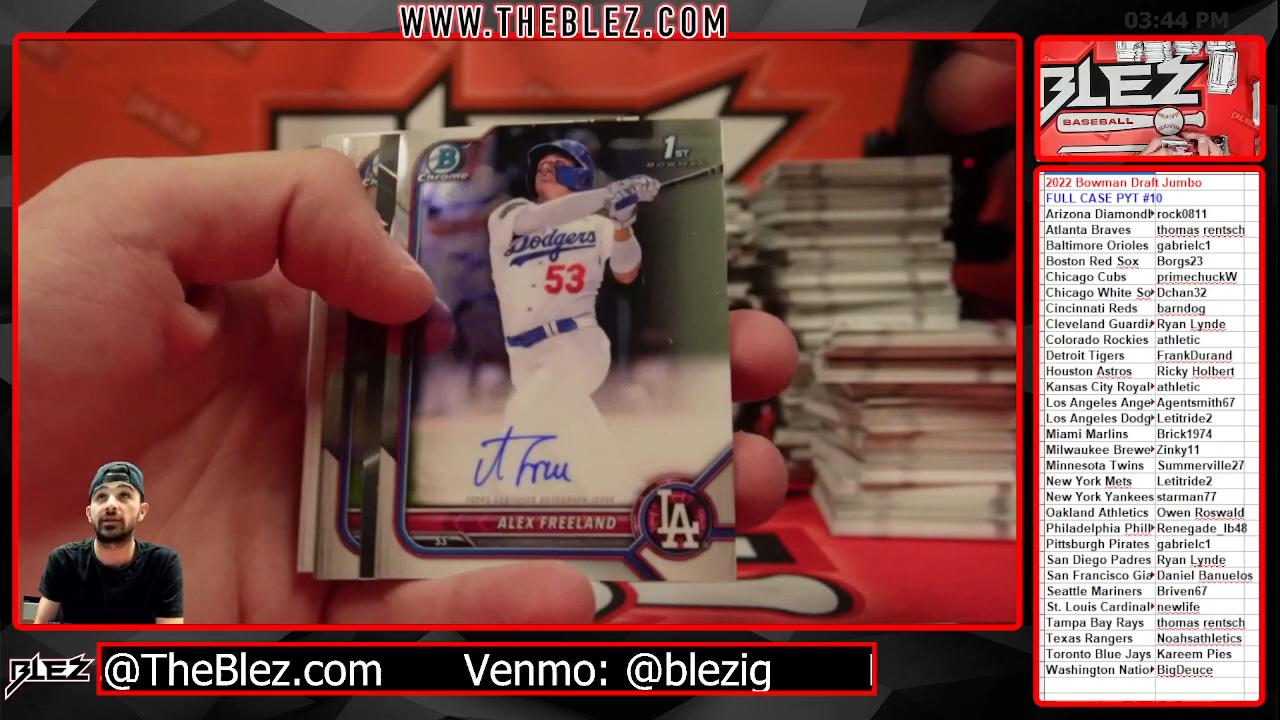 WWW.THEBLEZ.COM
03:44 PM
1ST
BOWMAN
B
Chrome
Dodgers
53
TOPPS CERTIFIED AUTOGRAPH ISSUE
ALEX FREELAND
SS
LA
BLEZ
BASEBALL
2022 Bowman Draft Jumbo
FULL CASE PYT #10
Arizona Diamond rock0811
Atlanta Braves thomas rentsch
Baltimore Orioles gabrielc1
Boston Red Sox Borgs23
Chicago Cubs primechuckW
Chicago White So Dchan32
Cincinnati Reds barndog
Cleveland Guardi Ryan Lynde
Colorado Rockies athletic
Detroit Tigers FrankDurand
Houston Astros Ricky Holbert
Kansas City Royal athletic
Los Angeles Ange Agentsmith67
Los Angeles Dodg Letitride2
Miami Marlins Brick1974
Milwaukee Brewe Zinky11
Minnesota Twins Summerville27
New York Mets Letitride2
New York Yankees starman77
Oakland Athletics Owen Roswald
Philadelphia Phill Renegade_lb48
Pittsburgh Pirates gabrielc1
San Diego Padres Ryan Lynde
San Francisco Gia Daniel Banuelos
Seattle Mariners Briven67
St. Louis Cardinal newlife
Tampa Bay Rays thomas rentsch
Texas Rangers Noahsathletics
Toronto Blue Jays Kareem Pies
Washington Natio BigDeuce
BLEZ
@TheBlez.com Venmo: @blezig